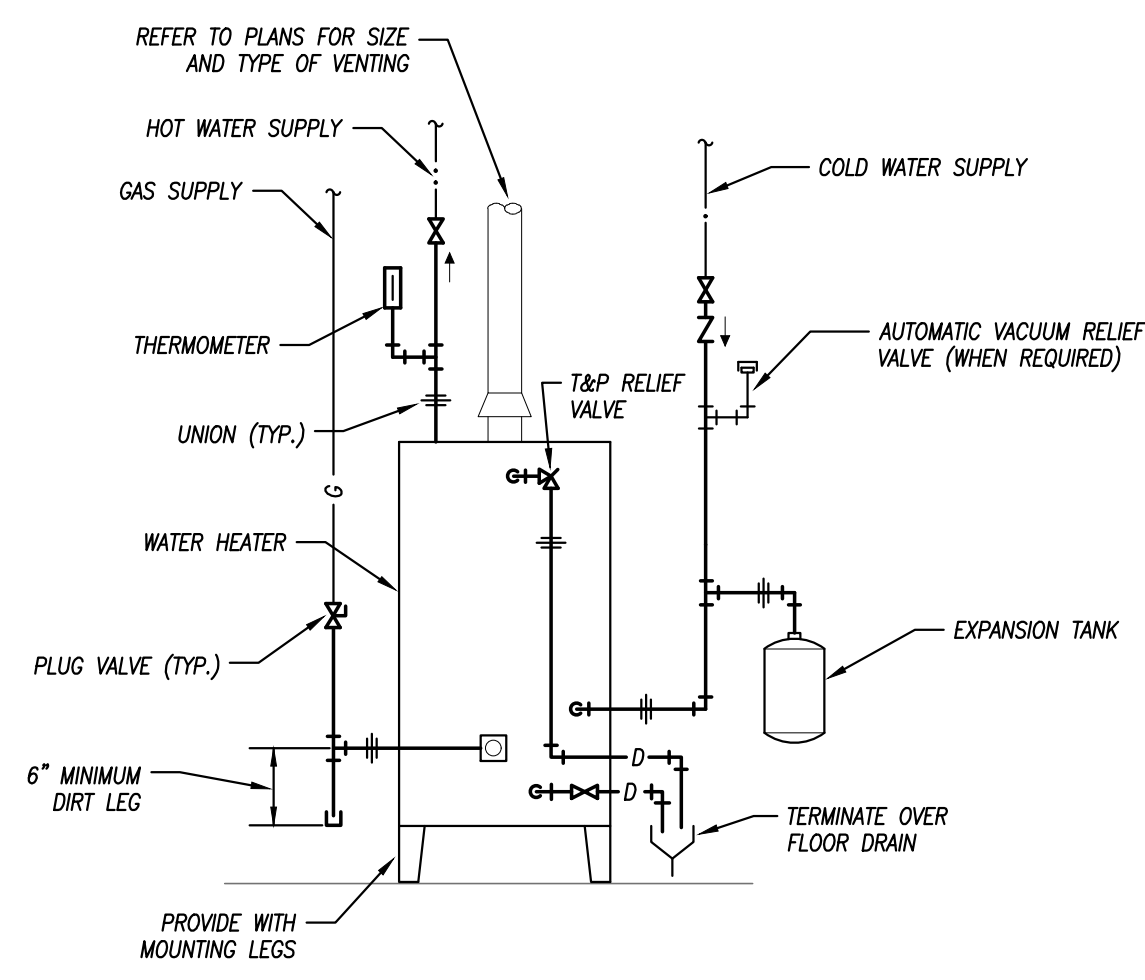 REFER TO PLANS FOR SIZE
AND TYPE OF VENTING
HOT WATER SUPPLY
COLD WATER SUPPLY
GAS SUPPLY
THERMOMETER
AUTOMATIC VACUUM RELIEF
VALVE (WHEN REQUIRED)
T&P RELIEF
VALVE
UNION (TYP.)
G
WATER HEATER
EXPANSION TANK
PLUG VALVE (TYP.)
D
6" MINIMUM
DIRT LEG
D
TERMINATE OVER
FLOOR DRAIN
PROVIDE WITH
MOUNTING LEGS